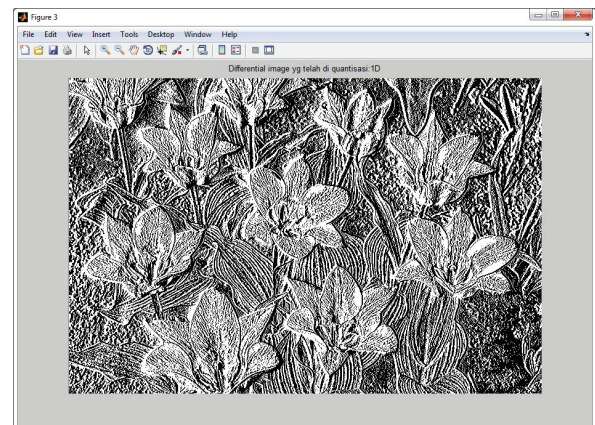 Figure 3
File Edit View Insert Tools Desktop Window Help
Differential image yg telah di quantisasi:1D